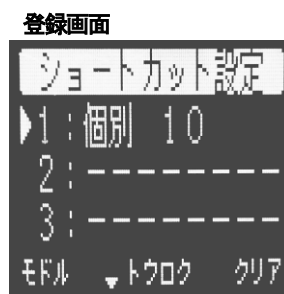 登録画面
ショートカット設定
▶1:個別 10
2:--------
3:--------
モドル ▼トウロク クリア